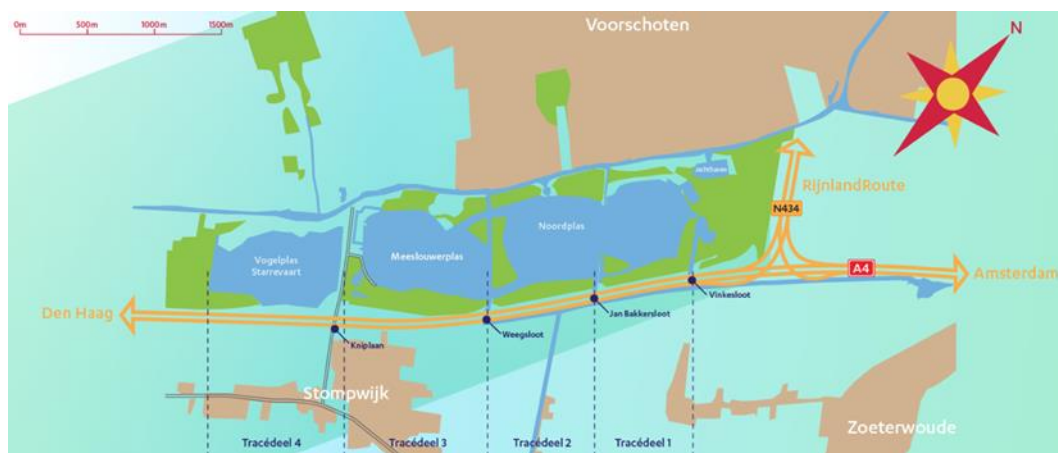 0m 500m 1000m 1500m
Voorschoten
N
Jachthaven
RijnlandRoute
N434
Noordplas
Meeslouwerplas
Vogelplas
Starrevaart
A4
Amsterdam
Den Haag
Vinkesloot
Jan Bakkersloot
Weegsloot
Kniplaan
Stompwijk
Zoeterwoude
Tracédeel 4 Tracédeel 3 Tracédeel 2 Tracédeel 1